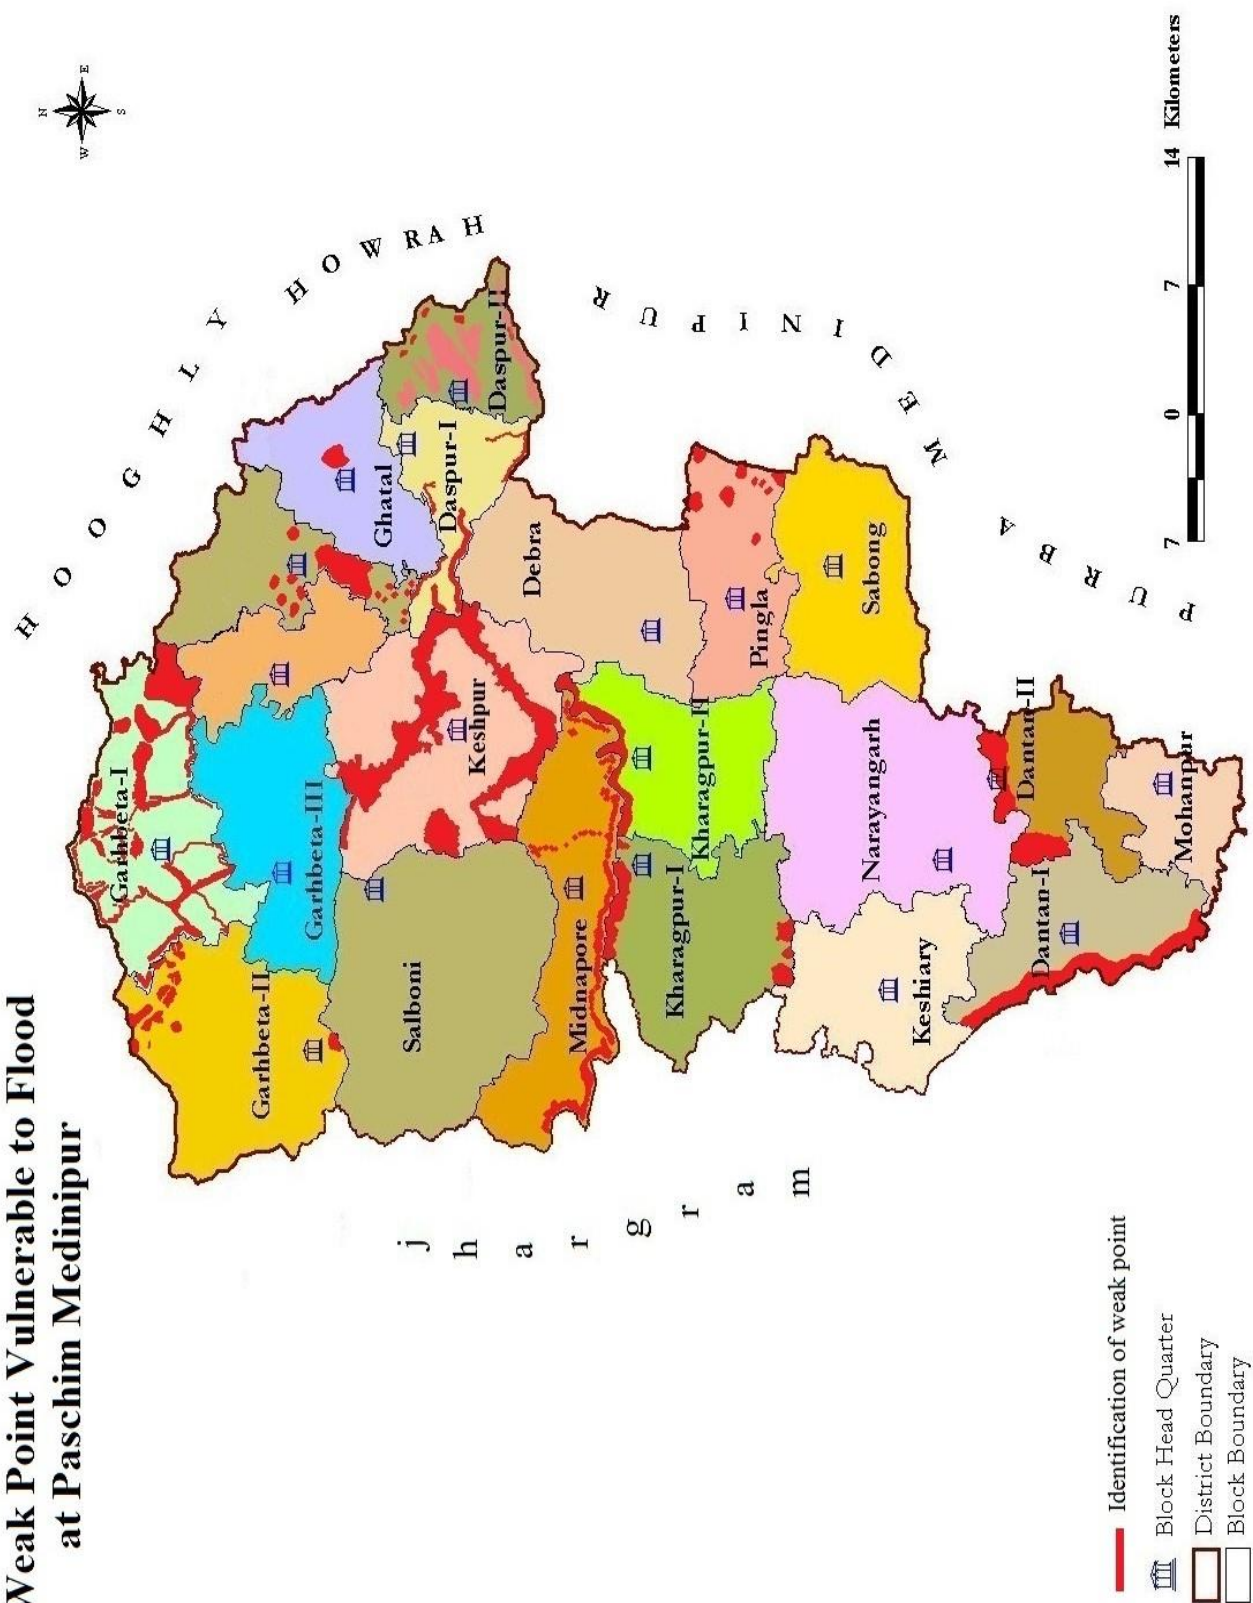 Weak Point Vulnerable to Flood
at Paschim Medinipur
N
W
E
S
HOOGHLY
HOWRAH
PURBA MEDINIPUR
jhargram
Garhbeta-I
Garhbeta-II
Garhbeta-III
Salboni
Keshpur
Ghatal
Daspur-I
Daspur-II
Debra
Midnapore
Kharagpur-I
Kharagpur-II
Pingla
Sabong
Narayangarh
Keshiary
Dantan-I
Dantan-II
Mohanpur
7 0 7 14 Kilometers
Identification of weak point
Block Head Quarter
District Boundary
Block Boundary